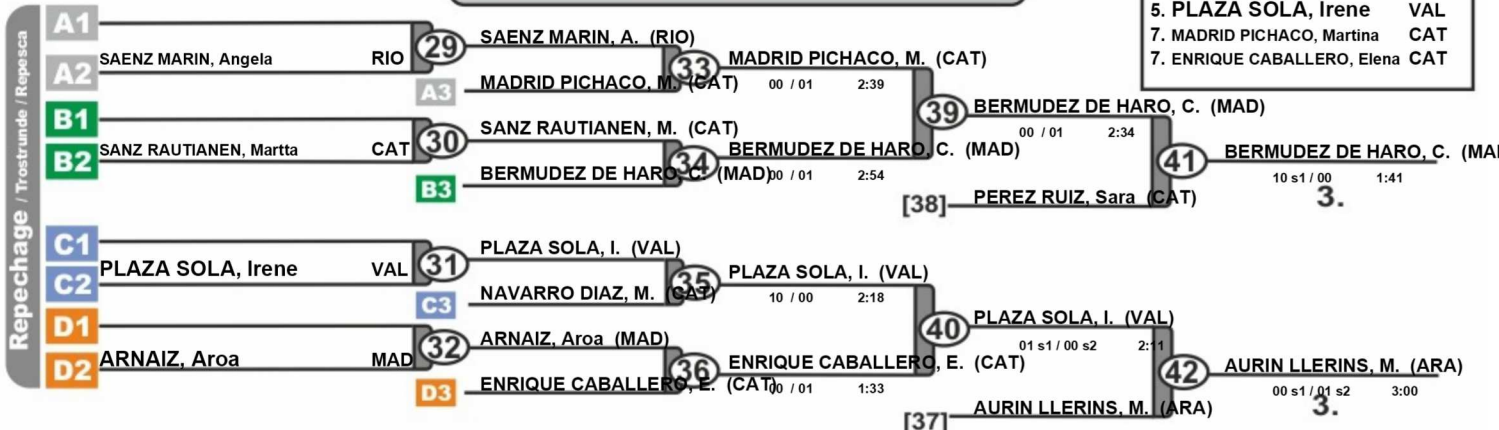 5. PLAZA SOLA, Irene VAL
7. MADRID PICHACO, Martina CAT
7. ENRIQUE CABALLERO, Elena CAT
Repechage / Trostrunde / Repesca
A1
A2 SAENZ MARIN, Angela RIO
29
SAENZ MARIN, A. (RIO)
A3 MADRID PICHACO, M. (CAT)
33
MADRID PICHACO, M. (CAT)
00 / 01 2:39
B1
B2 SANZ RAUTIANEN, Martta CAT
30
SANZ RAUTIANEN, M. (CAT)
B3 BERMUDEZ DE HARO, C. (MAD)
34
BERMUDEZ DE HARO, C. (MAD)
00 / 01 2:54
39
BERMUDEZ DE HARO, C. (MAD)
00 / 01 2:34
[38] PEREZ RUIZ, Sara (CAT)
41
BERMUDEZ DE HARO, C. (MA
10 s1 / 00 1:41
3.
C1
C2 PLAZA SOLA, Irene VAL
31
PLAZA SOLA, I. (VAL)
C3 NAVARRO DIAZ, M. (CAT)
35
PLAZA SOLA, I. (VAL)
10 / 00 2:18
D1
D2 ARNAIZ, Aroa MAD
32
ARNAIZ, Aroa (MAD)
D3 ENRIQUE CABALLERO, E. (CAT)
36
ENRIQUE CABALLERO, E. (CAT)
00 / 01 1:33
40
PLAZA SOLA, I. (VAL)
01 s1 / 00 s2 2:11
[37] AURIN LLERINS, M. (ARA)
42
AURIN LLERINS, M. (ARA)
00 s1 / 01 s2 3:00
3.